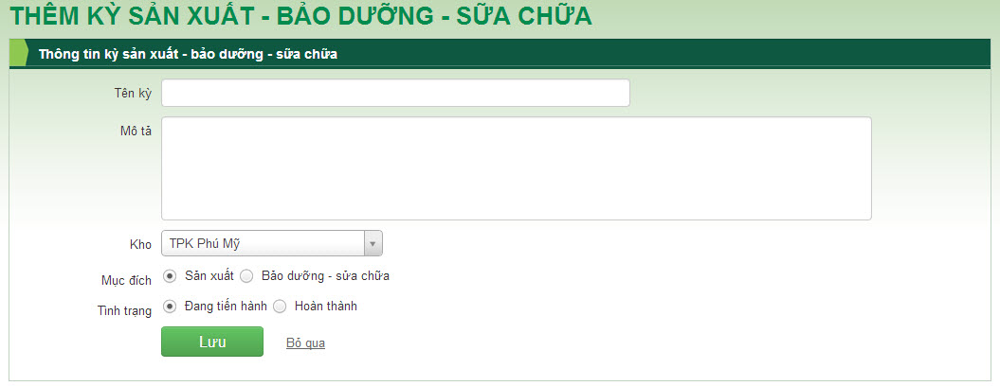 THÊM KỲ SẢN XUẤT - BẢO DƯỠNG - SỮA CHỮA
Thông tin kỳ sản xuất - bảo dưỡng - sữa chữa
Tên kỳ
Mô tả
Kho TPK Phú Mỹ
Mục đích Sản xuất Bảo dưỡng - sửa chữa
Tình trạng Đang tiến hành Hoàn thành
Lưu Bỏ qua